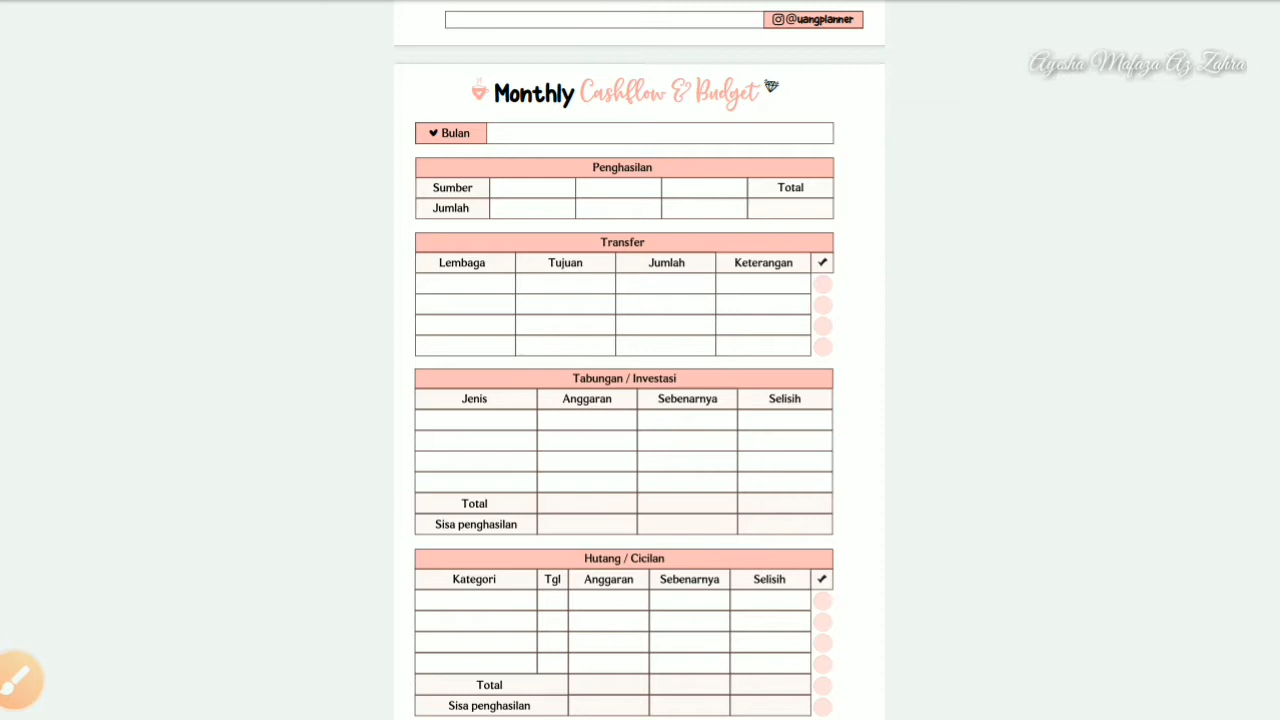 @uangplanner
Ayesha Mafaza Az Zahra
Monthly Cashflow & Budget
Bulan
Penghasilan
Sumber Total
Jumlah
Transfer
Lembaga Tujuan Jumlah Keterangan
Tabungan / Investasi
Jenis Anggaran Sebenarnya Selisih
Total
Sisa penghasilan
Hutang / Cicilan
Kategori Tgl Anggaran Sebenarnya Selisih
Total
Sisa penghasilan